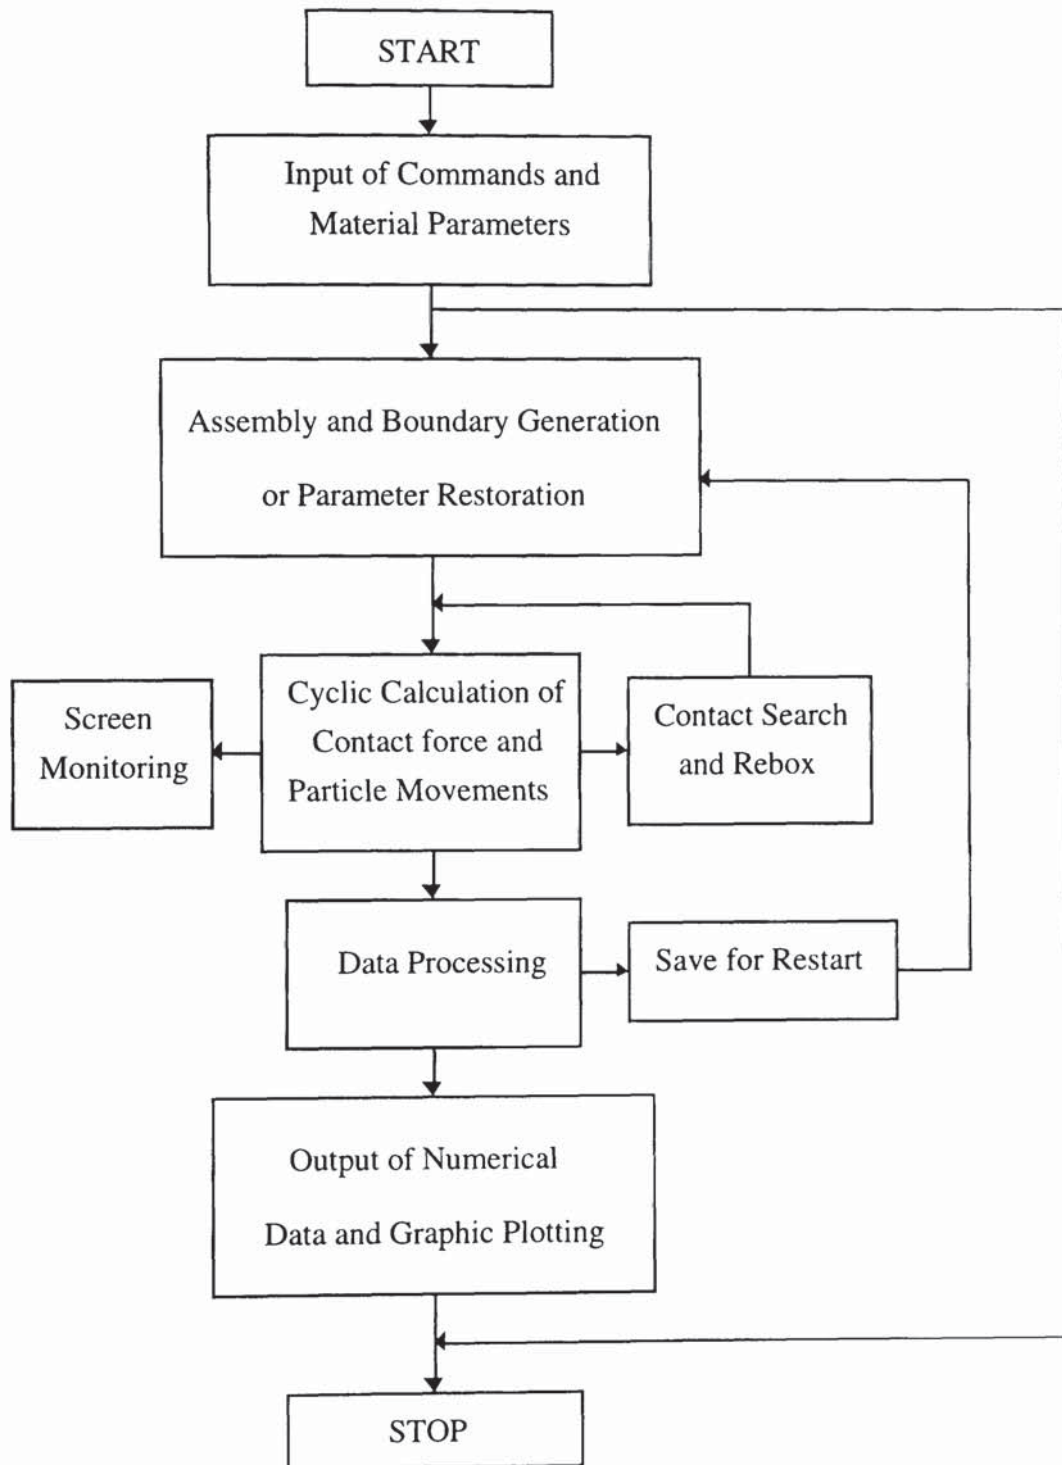 START
Input of Commands and
Material Parameters
Assembly and Boundary Generation
or Parameter Restoration
Screen
Monitoring
Cyclic Calculation of
Contact force and
Particle Movements
Contact Search
and Rebox
Data Processing
Save for Restart
Output of Numerical
Data and Graphic Plotting
STOP